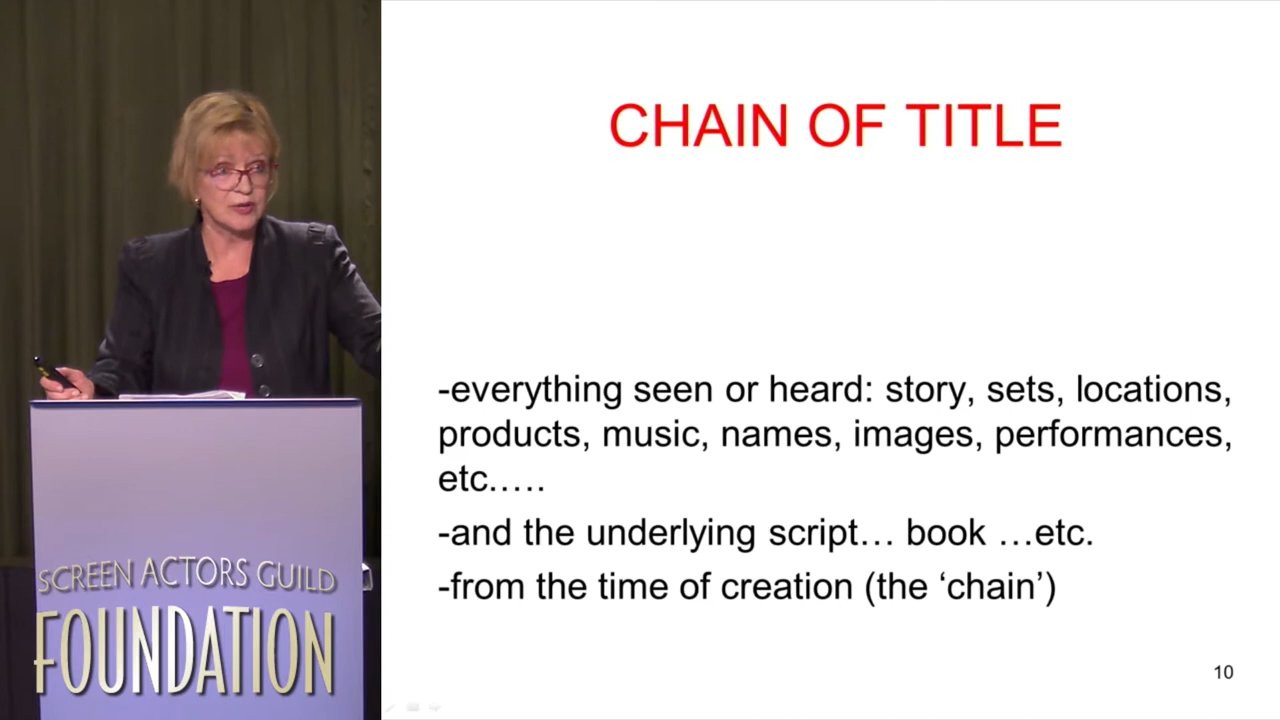 CHAIN OF TITLE
-everything seen or heard: story, sets, locations,
products, music, names, images, performances,
etc.….
-and the underlying script… book …etc.
-from the time of creation (the ‘chain’)
10
SCREEN ACTORS GUILD
FOUNDATION